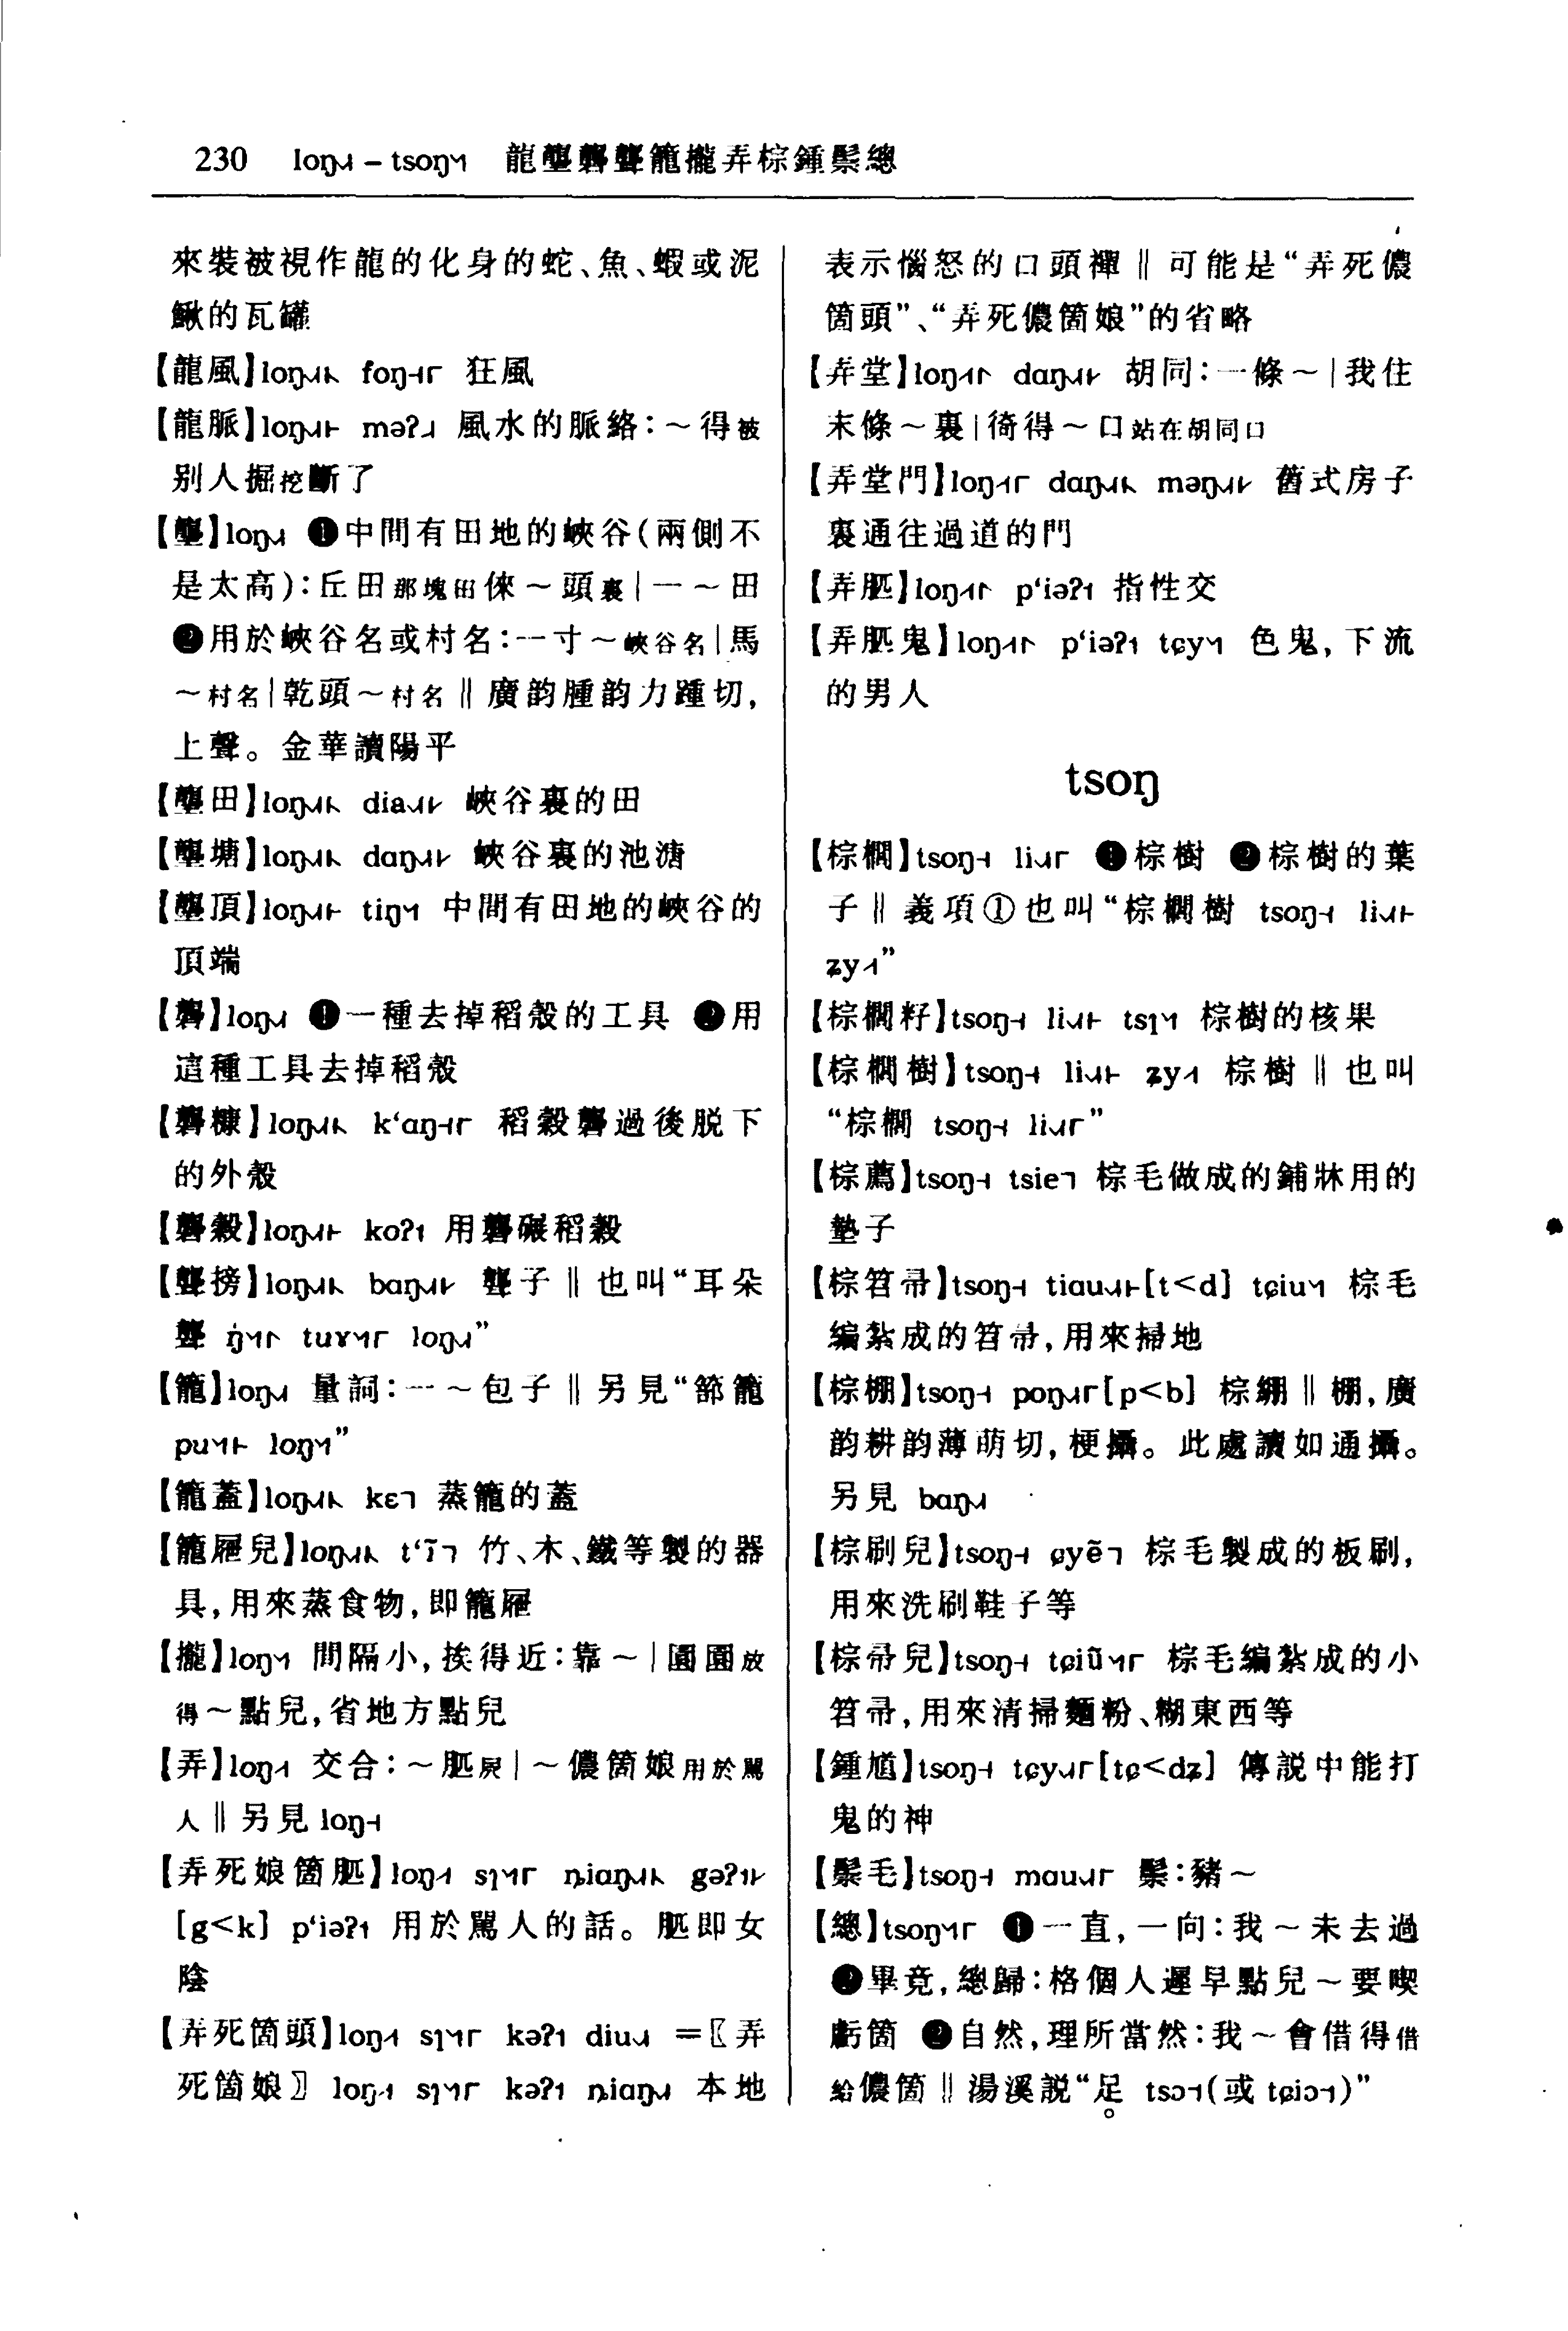 230 loŋ – tsoŋ 龍壟礱聾籠攏弄棕鍾鬃總
來裝被視作龍的化身的蛇、魚、蝦或泥
鰍的瓦罐
【龍風】loŋ foŋ 狂風
【龍脈】loŋ məʔ 風水的脈絡：～得被
别人掘挖斷了
【壟】loŋ ❶中間有田地的峽谷(兩側不
是太高)：丘田那塊田倈～頭裏|一～田
❷用於峽谷名或村名：一寸～峽谷名|馬
～村名|乾頭～村名‖廣韵腫韵力踵切，
上聲。金華讀陽平
【壟田】loŋ dia 峽谷裏的田
【壟塘】loŋ dɑŋ 峽谷裏的池溏
【壟頂】loŋ tiŋ 中間有田地的峽谷的
頂端
【礱】loŋ ❶一種去掉稻殼的工具 ❷用
這種工具去掉稻殼
【礱糠】loŋ kʻɑŋ 稻穀礱過後脱下
的外殼
【礱穀】loŋ koʔ 用礱碾稻穀
【聾搒】loŋ bɑŋ 聾子‖也叫“耳朵
聾 ŋ̍ tuɤ loŋ”
【籠】loŋ 量詞：一～包子‖另見“篰籠
pu loŋ”
【籠蓋】loŋ kɛ 蒸籠的蓋
【籠屜兒】loŋ tʻĩ 竹、木、鐵等製的器
具，用來蒸食物，即籠屜
【攏】loŋ 間隔小，挨得近：靠～|園園放
得～點兒，省地方點兒
【弄】loŋ 交合：～𣬠屄|～儂箇娘用於駡
人‖另見 loŋ
【弄死娘箇𣬠】loŋ sɿ ȵiɑŋ gəʔ
[g<k] pʻiəʔ 用於駡人的話。𣬠即女
陰
【弄死箇頭】loŋ sɿ kəʔ diu ＝〖弄
死箇娘〗loŋ sɿ kəʔ ȵiɑŋ 本地
表示惱怒的口頭禪‖可能是“弄死儂
箇頭”、“弄死儂箇娘”的省略
【弄堂】loŋ dɑŋ 胡同：一條～|我住
末條～裏|徛得～口站在胡同口
【弄堂門】loŋ dɑŋ məŋ 舊式房子
裏通往過道的門
【弄𣬠】loŋ pʻiəʔ 指性交
【弄𣬠鬼】loŋ pʻiəʔ tɕy 色鬼，下流
的男人
tsoŋ
【棕櫚】tsoŋ li ❶棕樹 ❷棕樹的葉
子‖義項①也叫“棕櫚樹 tsoŋ li
ʑy”
【棕櫚籽】tsoŋ li tsɿ 棕樹的核果
【棕櫚樹】tsoŋ li ʑy 棕樹‖也叫
“棕櫚 tsoŋ li”
【棕薦】tsoŋ tsie 棕毛做成的鋪牀用的
墊子
【棕笤帚】tsoŋ tiɑu[t<d] tɕiu 棕毛
編紮成的笤帚，用來掃地
【棕棚】tsoŋ poŋ[p<b] 棕綳‖棚，廣
韵耕韵薄萌切，梗攝。此處讀如通攝。
另見 bɑŋ
【棕刷兒】tsoŋ ɕyẽ 棕毛製成的板刷，
用來洗刷鞋子等
【棕帚兒】tsoŋ tɕiũ 棕毛編紮成的小
笤帚，用來清掃麵粉、糊東西等
【鍾馗】tsoŋ tɕy[tɕ<dʑ] 傳説中能打
鬼的神
【鬃毛】tsoŋ mɑu 鬃：豬～
【總】tsoŋ ❶一直，一向：我～未去過
❷畢竟，總歸：格個人遲早點兒～要喫
虧箇 ❷自然，理所當然：我～會借得借
給儂箇‖湯溪説“足 tsɔ(或 tɕiɔ)”